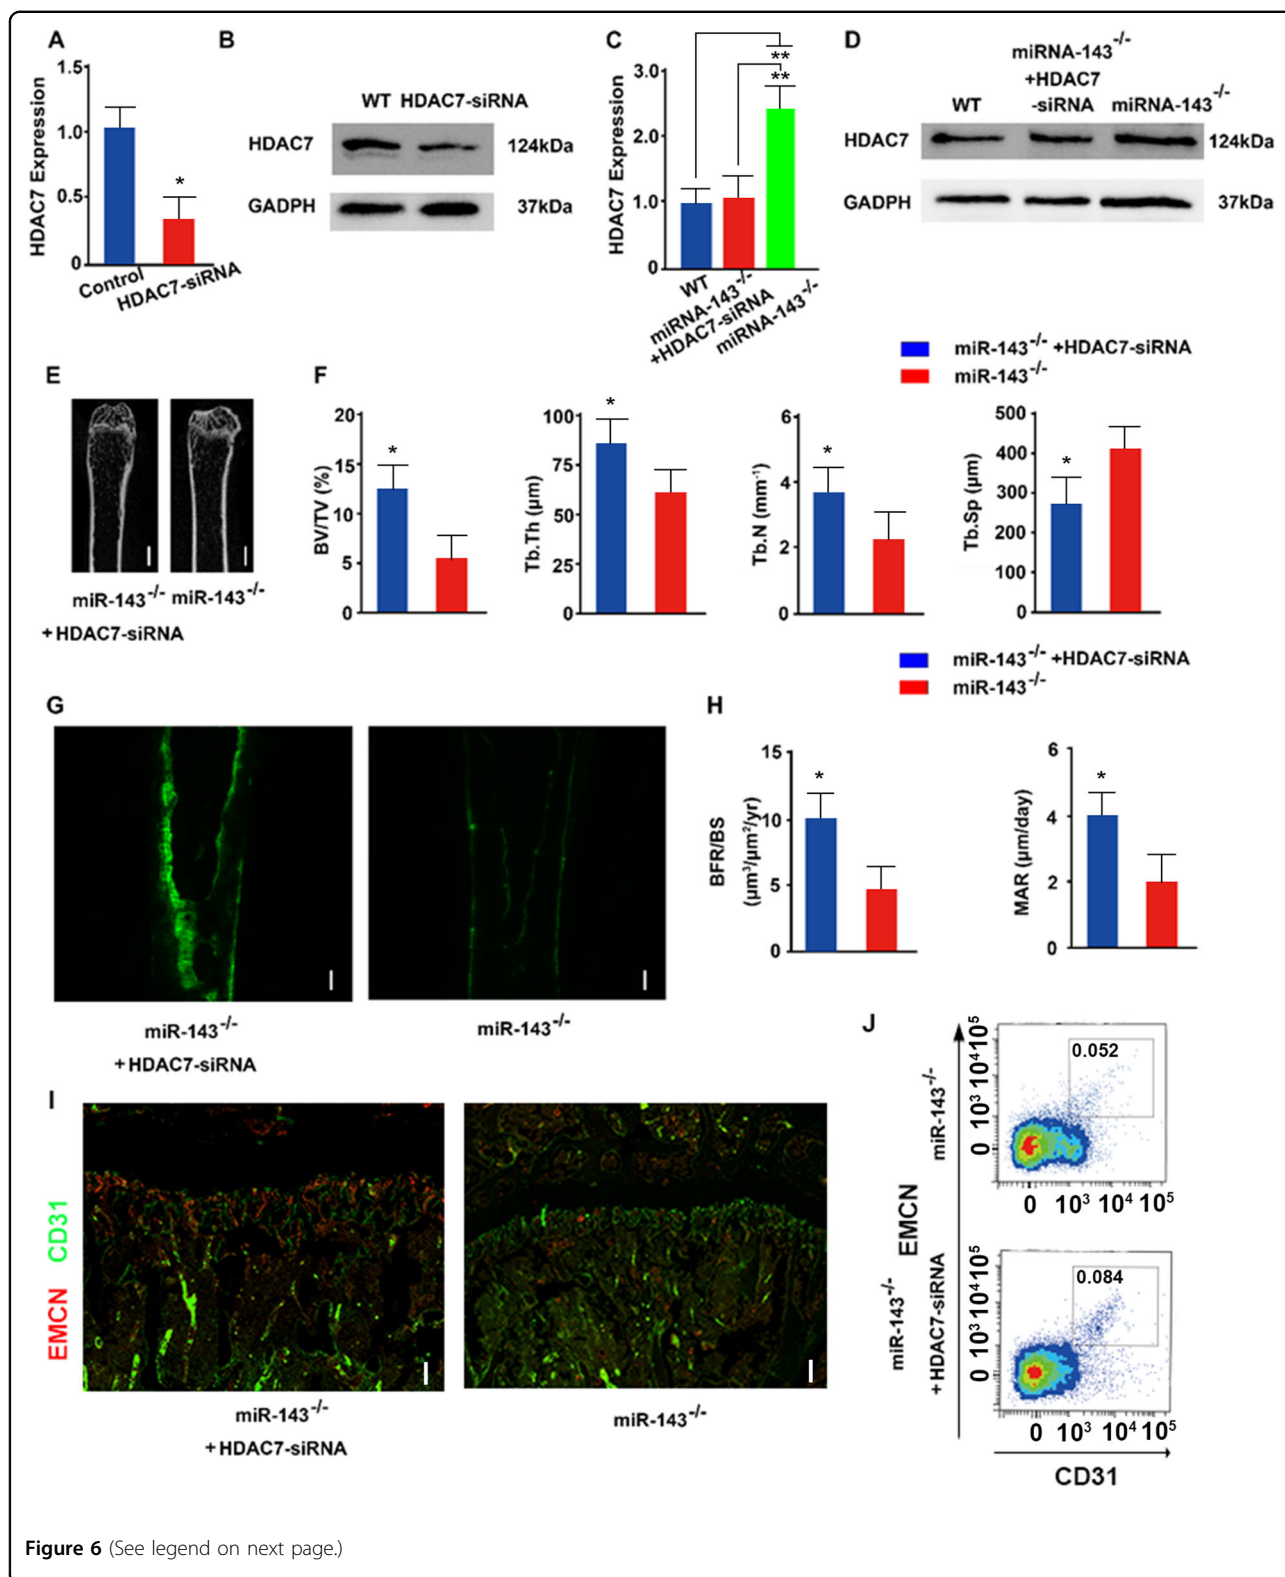 A
HDAC7 Expression
1.5
1.0
0.5
0
*
Control
HDAC7-siRNA
B
WT HDAC7-siRNA
HDAC7 124kDa
GADPH 37kDa
C
HDAC7 Expression
3.0
2.0
1.0
0
**
**
WT
miRNA-143-/-
+HDAC7-siRNA
miRNA-143-/-
D
miRNA-143-/-
+HDAC7
-siRNA
WT
miRNA-143-/-
HDAC7 124kDa
GADPH 37kDa
E
miR-143-/-
+HDAC7-siRNA
miR-143-/-
F
miR-143-/- +HDAC7-siRNA
miR-143-/-
BV/TV (%)
20
15
10
5
0
*
Tb.Th (µm)
100
75
50
25
0
*
Tb.N (mm-1)
6
4
2
0
*
Tb.Sp (µm)
500
400
300
200
100
0
*
miR-143-/- +HDAC7-siRNA
miR-143-/-
G
miR-143-/-
+HDAC7-siRNA
miR-143-/-
H
BFR/BS
(µm³/µm²/yr)
15
10
5
0
*
MAR (µm/day)
6
4
2
0
*
I
EMCN CD31
miR-143-/-
+HDAC7-siRNA
miR-143-/-
J
EMCN
miR-143-/-
0.052
0 10³ 10⁴ 10⁵
0 10³ 10⁴ 10⁵
miR-143-/-
+HDAC7-siRNA
0.084
0 10³ 10⁴ 10⁵
0 10³ 10⁴ 10⁵
CD31
Figure 6 (See legend on next page.)